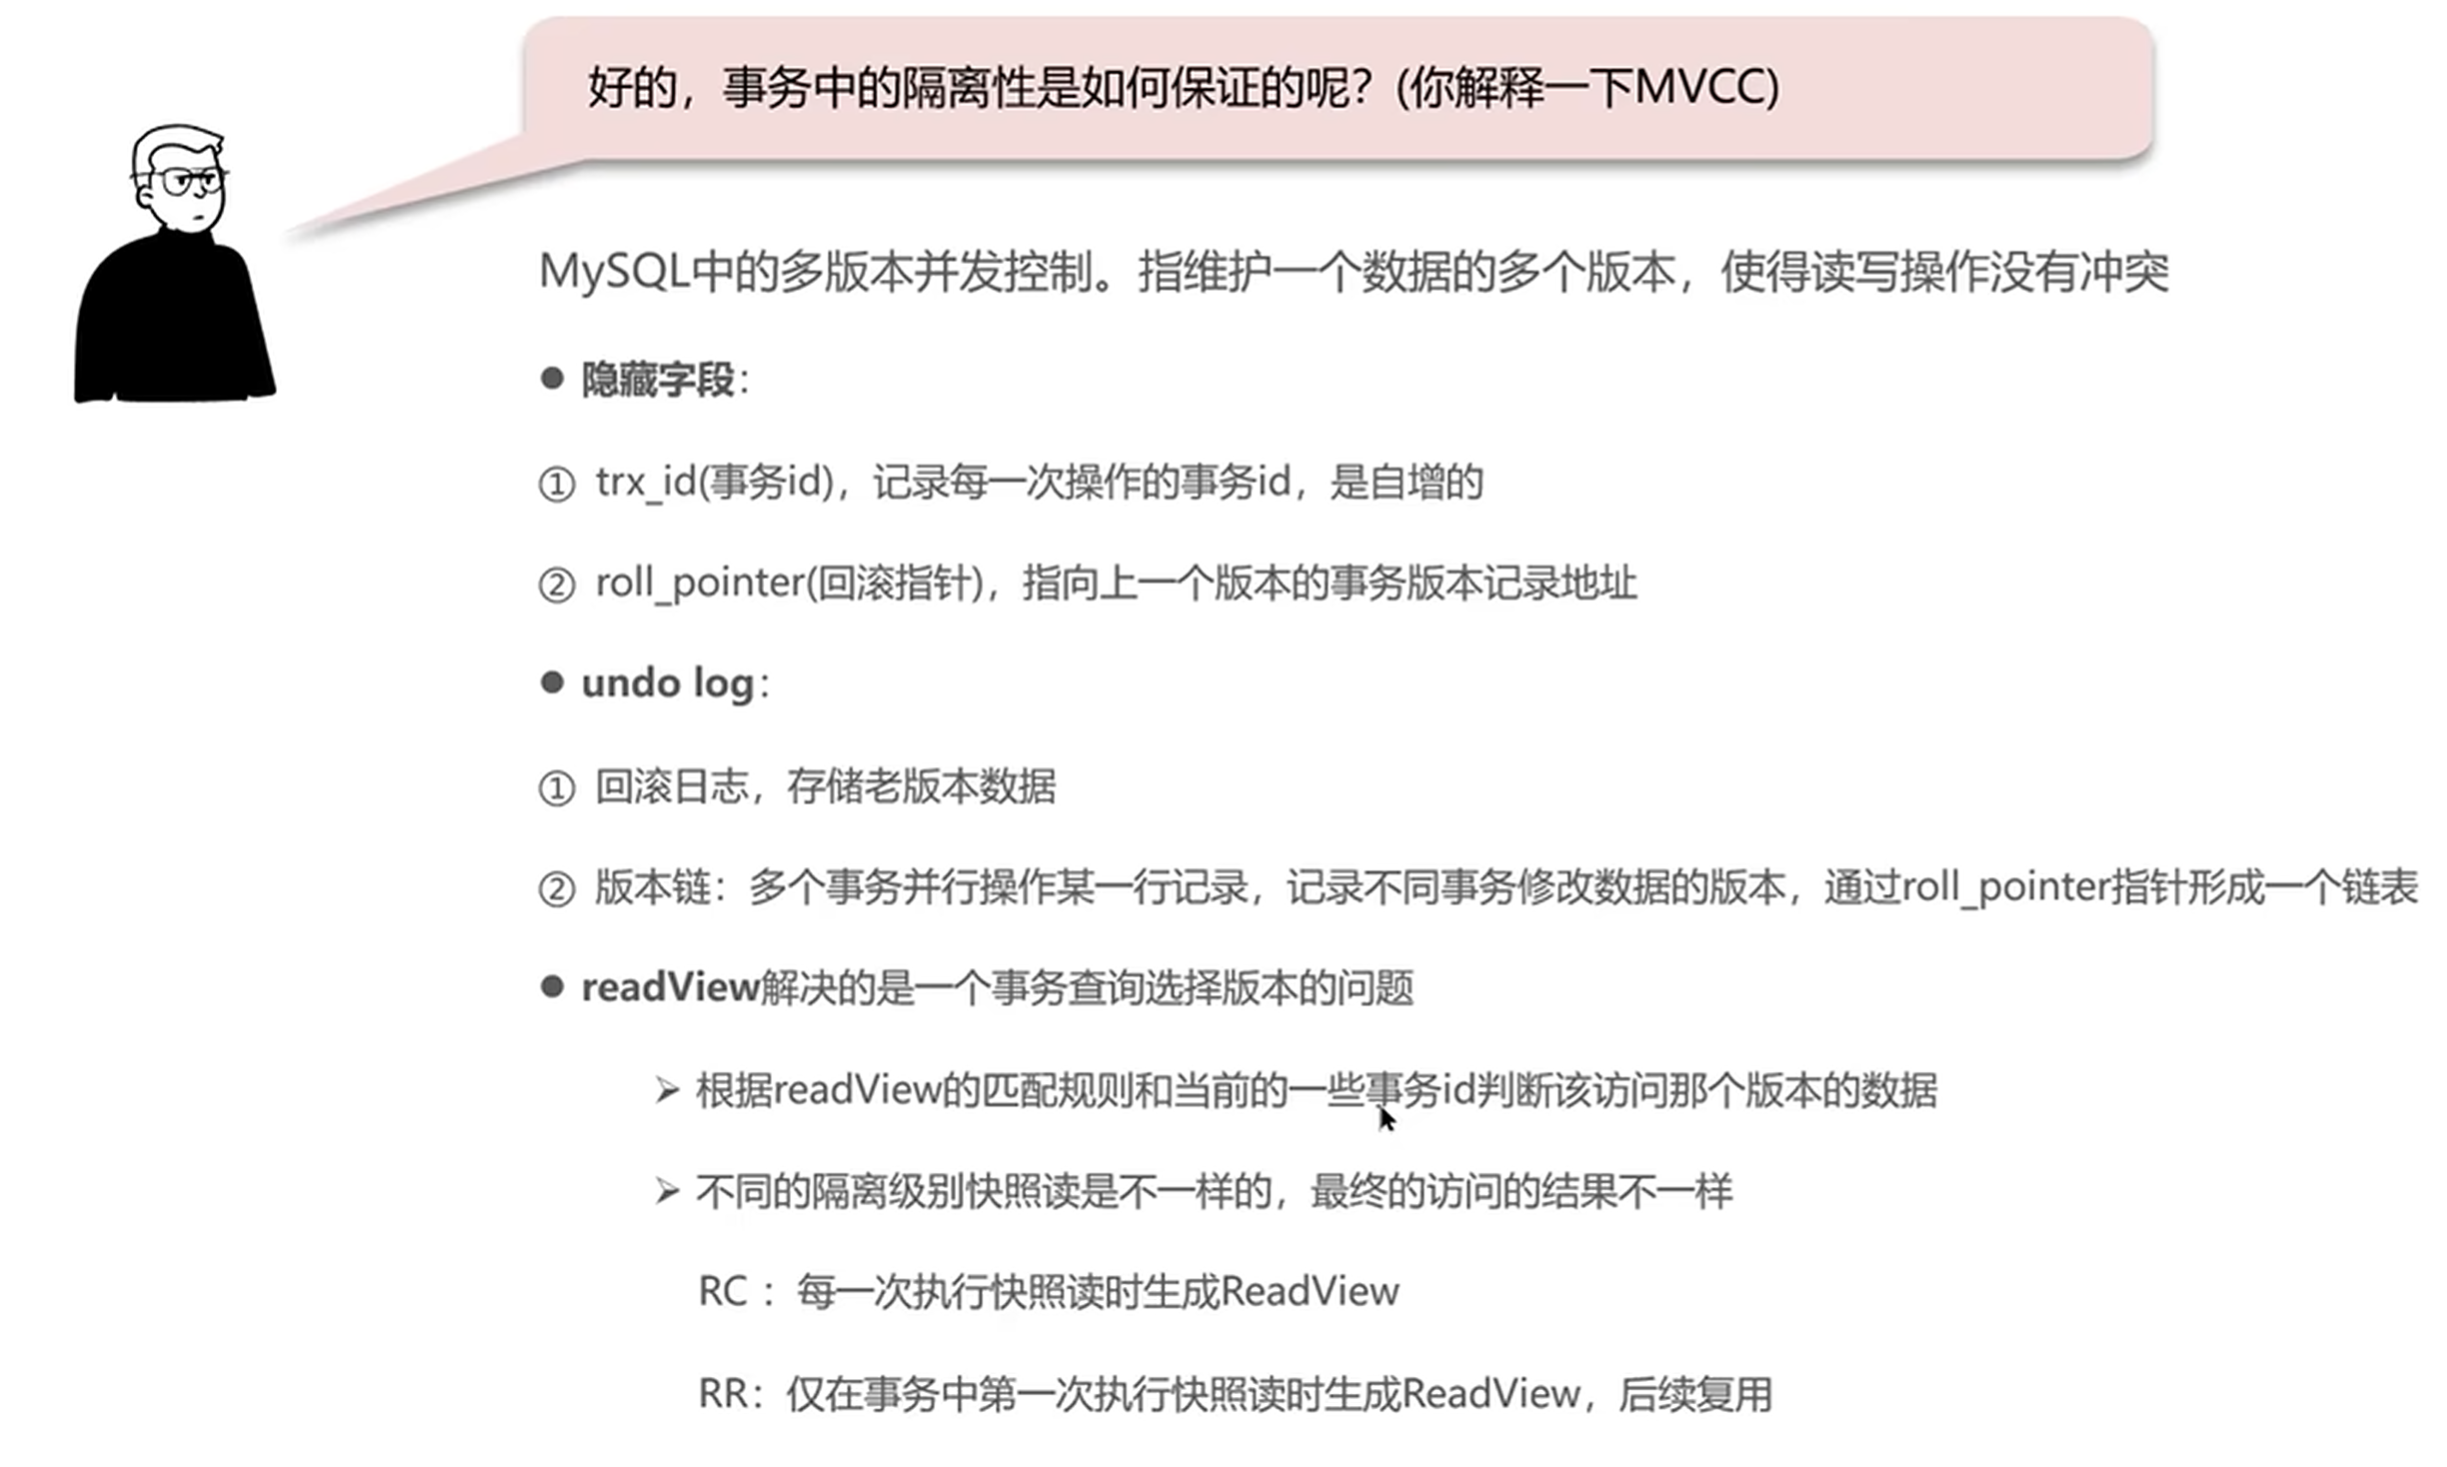 好的，事务中的隔离性是如何保证的呢？(你解释一下MVCC)
MySQL中的多版本并发控制。指维护一个数据的多个版本，使得读写操作没有冲突
● 隐藏字段：
① trx_id(事务id)，记录每一次操作的事务id，是自增的
② roll_pointer(回滚指针)，指向上一个版本的事务版本记录地址
● undo log：
① 回滚日志，存储老版本数据
② 版本链：多个事务并行操作某一行记录，记录不同事务修改数据的版本，通过roll_pointer指针形成一个链表
● readView解决的是一个事务查询选择版本的问题
➢ 根据readView的匹配规则和当前的一些事务id判断该访问那个版本的数据
➢ 不同的隔离级别快照读是不一样的，最终的访问的结果不一样
RC ：每一次执行快照读时生成ReadView
RR：仅在事务中第一次执行快照读时生成ReadView，后续复用